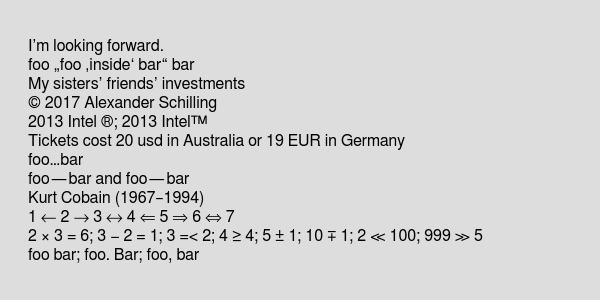 I’m looking forward.
foo „foo ‚inside‘ bar“ bar
My sisters’ friends’ investments
© 2017 Alexander Schilling
2013 Intel ®; 2013 Intel™
Tickets cost 20 usd in Australia or 19 EUR in Germany
foo…bar
foo — bar and foo — bar
Kurt Cobain (1967–1994)
1 ← 2 → 3 ↔ 4 ⇐ 5 ⇒ 6 ⇔ 7
2 × 3 = 6; 3 − 2 = 1; 3 =< 2; 4 ≥ 4; 5 ± 1; 10 ∓ 1; 2 ≪ 100; 999 ≫ 5
foo bar; foo. Bar; foo, bar